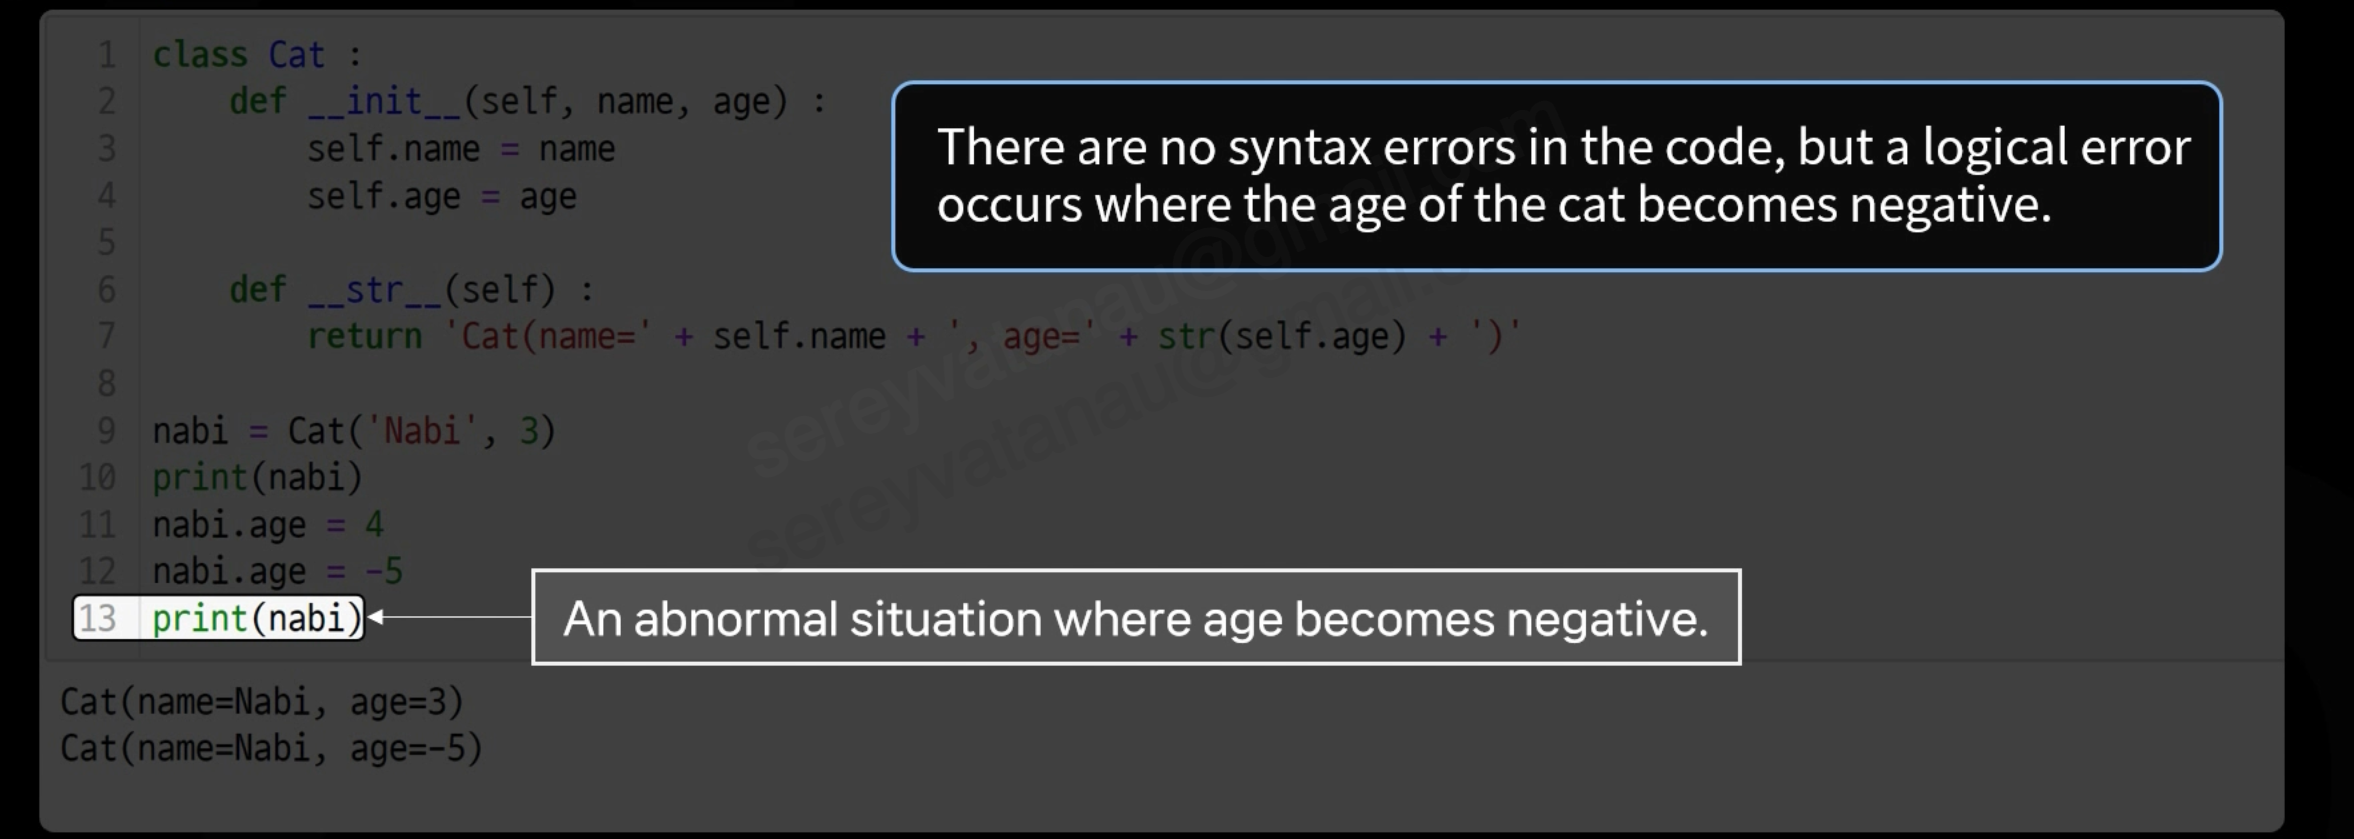 1 class Cat :
2 def __init__(self, name, age) :
3 self.name = name
4 self.age = age
5
6 def __str__(self) :
7 return 'Cat(name=' + self.name + ', age=' + str(self.age) + ')'
8
9 nabi = Cat('Nabi', 3)
10 print(nabi)
11 nabi.age = 4
12 nabi.age = -5
13 print(nabi)
There are no syntax errors in the code, but a logical error
occurs where the age of the cat becomes negative.
An abnormal situation where age becomes negative.
Cat(name=Nabi, age=3)
Cat(name=Nabi, age=-5)
sereyvatanau@gmail.com
sereyvatanau@gmail.com